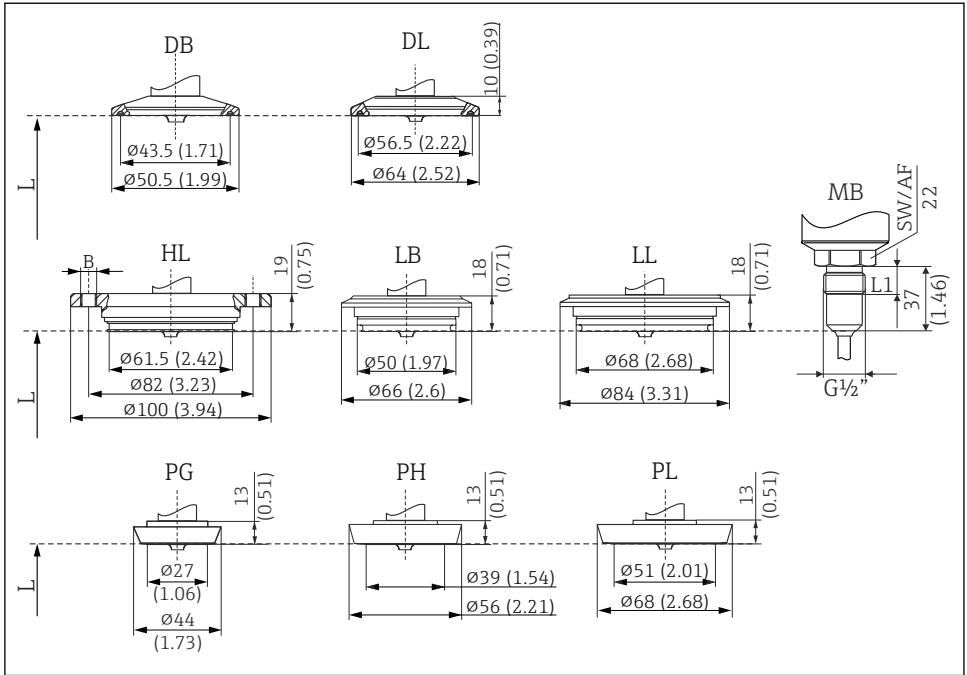 DB
DL
10 (0.39)
Ø43.5 (1.71)
Ø50.5 (1.99)
Ø56.5 (2.22)
Ø64 (2.52)
L
HL
LB
LL
MB
SW/AF
22
B
19
(0.75)
18
(0.71)
18
(0.71)
L1
37
(1.46)
Ø61.5 (2.42)
Ø82 (3.23)
Ø100 (3.94)
Ø50 (1.97)
Ø66 (2.6)
Ø68 (2.68)
Ø84 (3.31)
G½"
L
PG
PH
PL
13
(0.51)
13
(0.51)
13
(0.51)
Ø27
(1.06)
Ø44
(1.73)
Ø39 (1.54)
Ø56 (2.21)
Ø51 (2.01)
Ø68 (2.68)
L